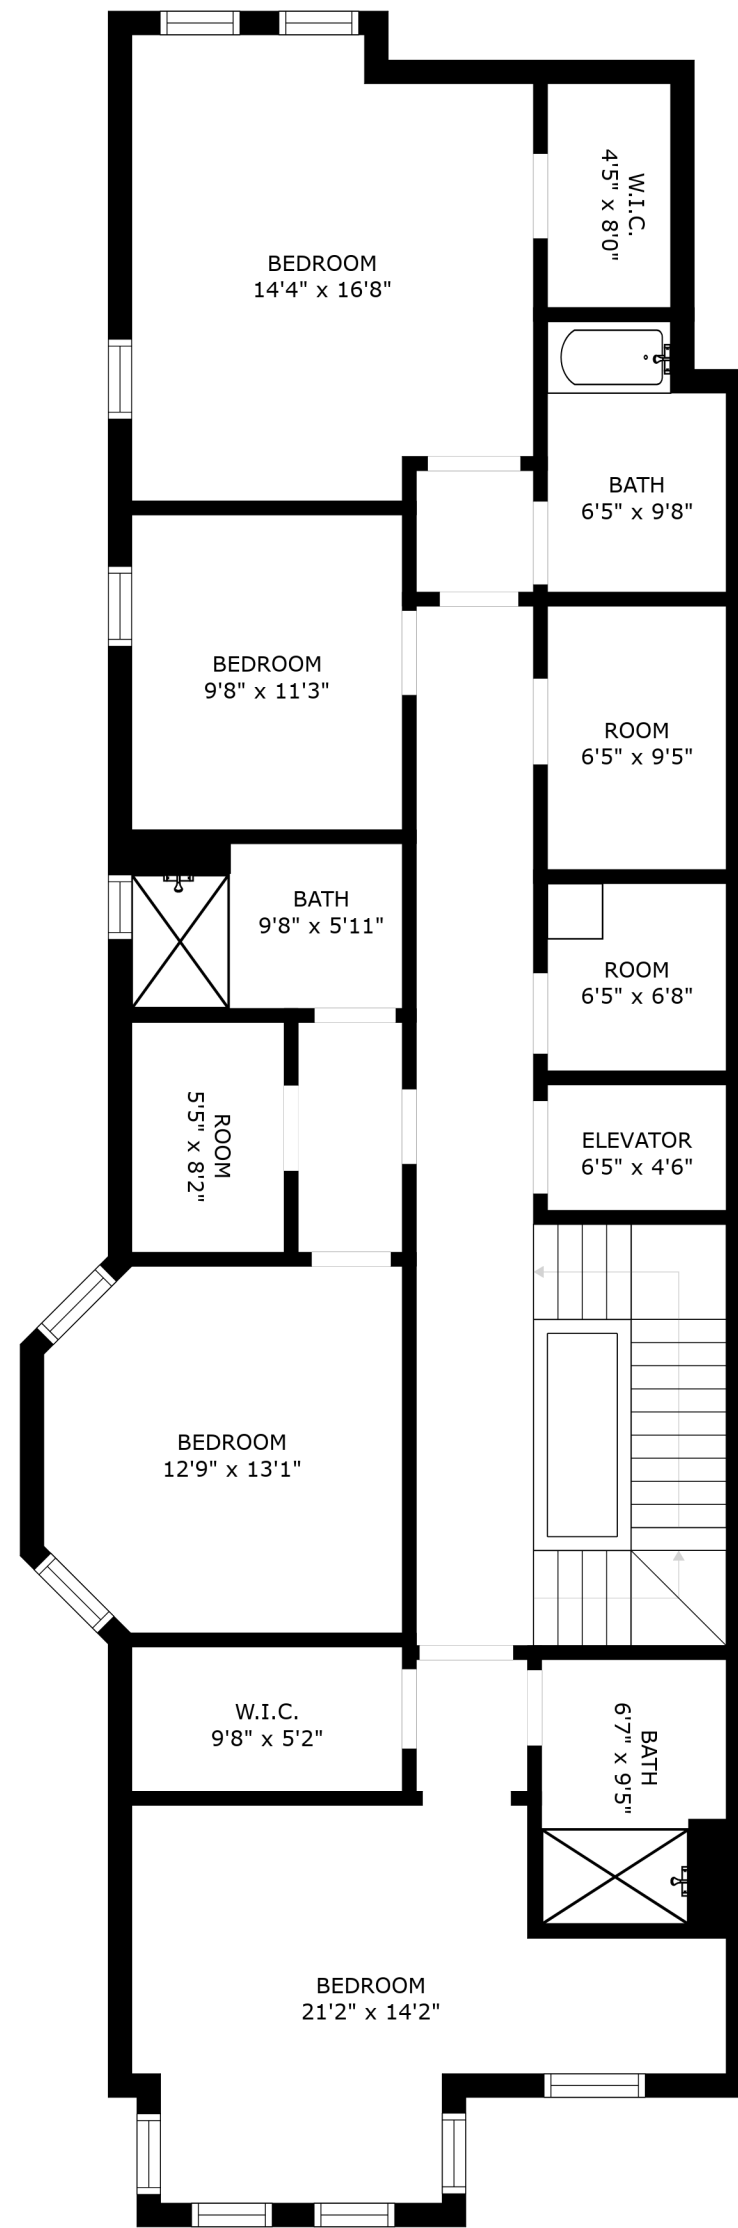 W.I.C.
4'5" x 8'0"
BEDROOM
14'4" x 16'8"
BATH
6'5" x 9'8"
BEDROOM
9'8" x 11'3"
ROOM
6'5" x 9'5"
BATH
9'8" x 5'11"
ROOM
6'5" x 6'8"
ROOM
5'5" x 8'2"
ELEVATOR
6'5" x 4'6"
BEDROOM
12'9" x 13'1"
W.I.C.
9'8" x 5'2"
BATH
6'7" x 9'5"
BEDROOM
21'2" x 14'2"